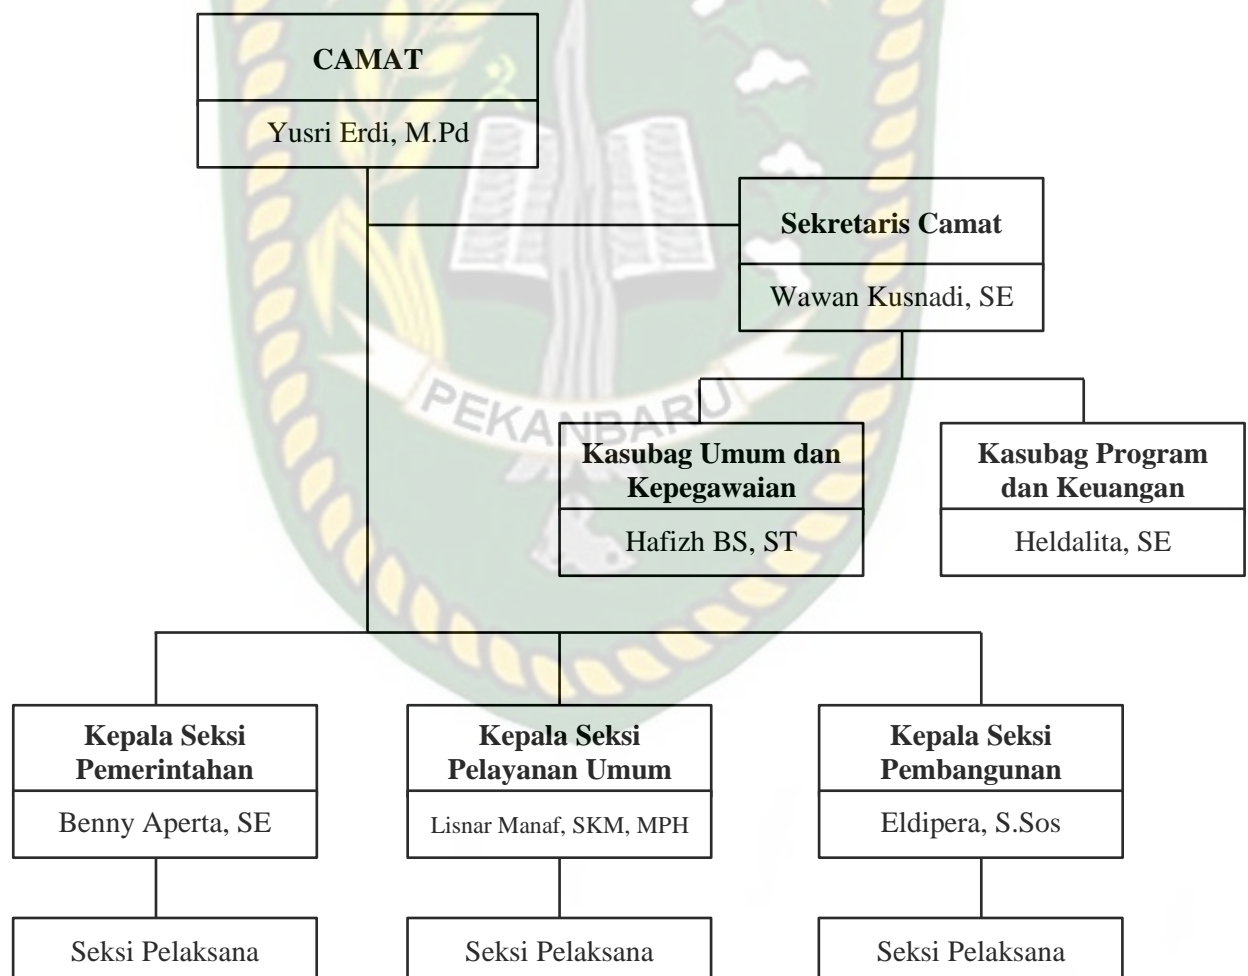 CAMAT
Yusri Erdi, M.Pd
Sekretaris Camat
Wawan Kusnadi, SE
PEKANBARU
Kasubag Umum dan
Kepegawaian
Hafizh BS, ST
Kasubag Program
dan Keuangan
Heldalita, SE
Kepala Seksi
Pemerintahan
Benny Aperta, SE
Kepala Seksi
Pelayanan Umum
Lisnar Manaf, SKM, MPH
Kepala Seksi
Pembangunan
Eldipera, S.Sos
Seksi Pelaksana
Seksi Pelaksana
Seksi Pelaksana